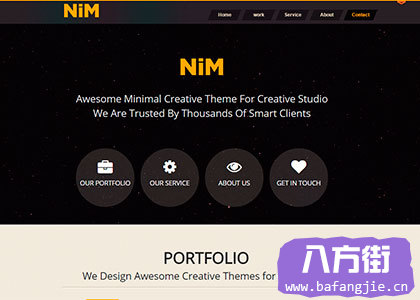 NiM
Home work Service About Contact
NiM
Awesome Minimal Creative Theme For Creative Studio
We Are Trusted By Thousands Of Smart Clients
OUR PORTFOLIO OUR SERVICE ABOUT US GET IN TOUCH
PORTFOLIO
We Design Awesome Creative Themes for
八方街
www.bafangjie.cn